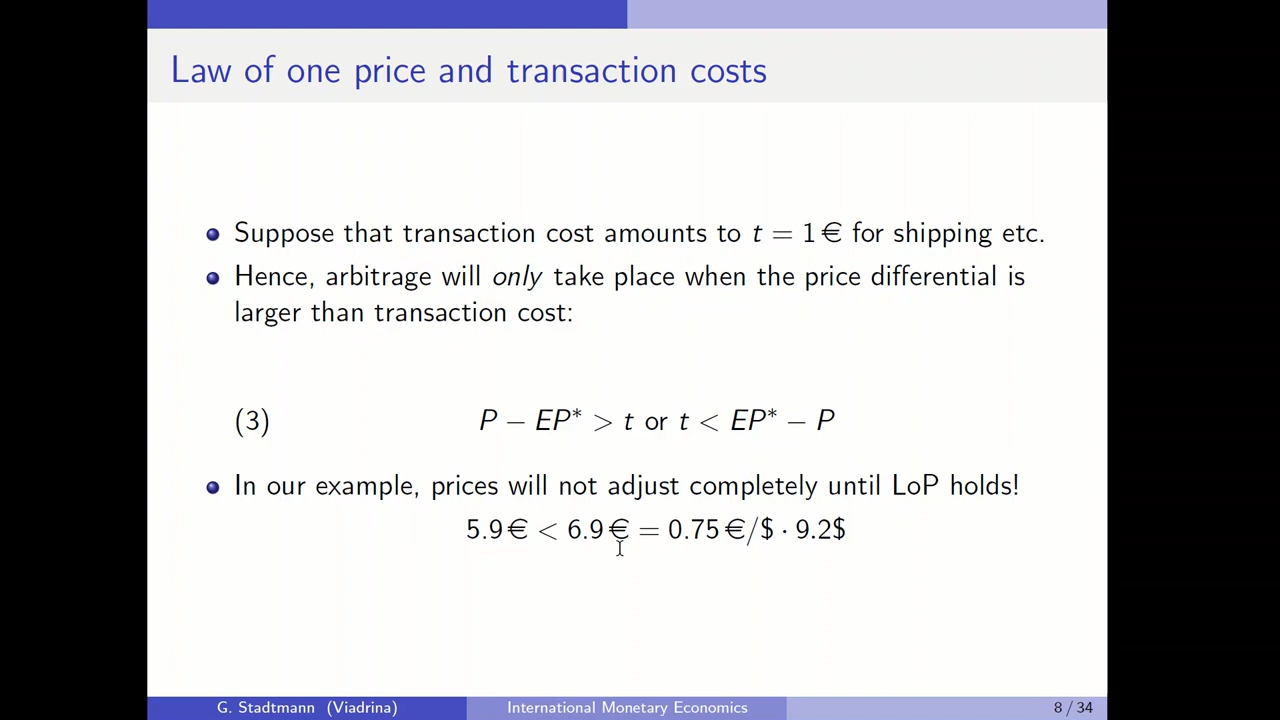 Law of one price and transaction costs
Suppose that transaction cost amounts to t = 1 € for shipping etc.
Hence, arbitrage will only take place when the price differential is
larger than transaction cost:
(3) P − EP* > t or t < EP* − P
In our example, prices will not adjust completely until LoP holds!
5.9 € < 6.9 € = 0.75 €/$ · 9.2$
G. Stadtmann (Viadrina) International Monetary Economics 8 / 34